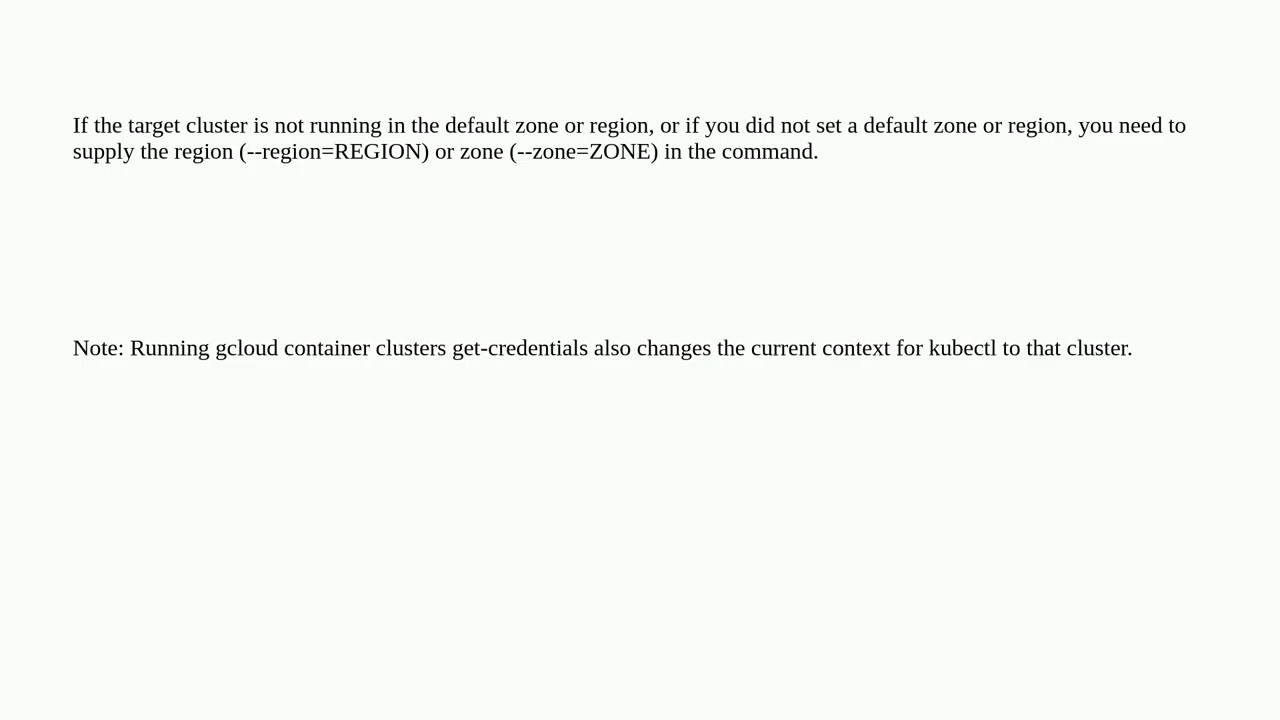 If the target cluster is not running in the default zone or region, or if you did not set a default zone or region, you need to
supply the region (--region=REGION) or zone (--zone=ZONE) in the command.
Note: Running gcloud container clusters get-credentials also changes the current context for kubectl to that cluster.